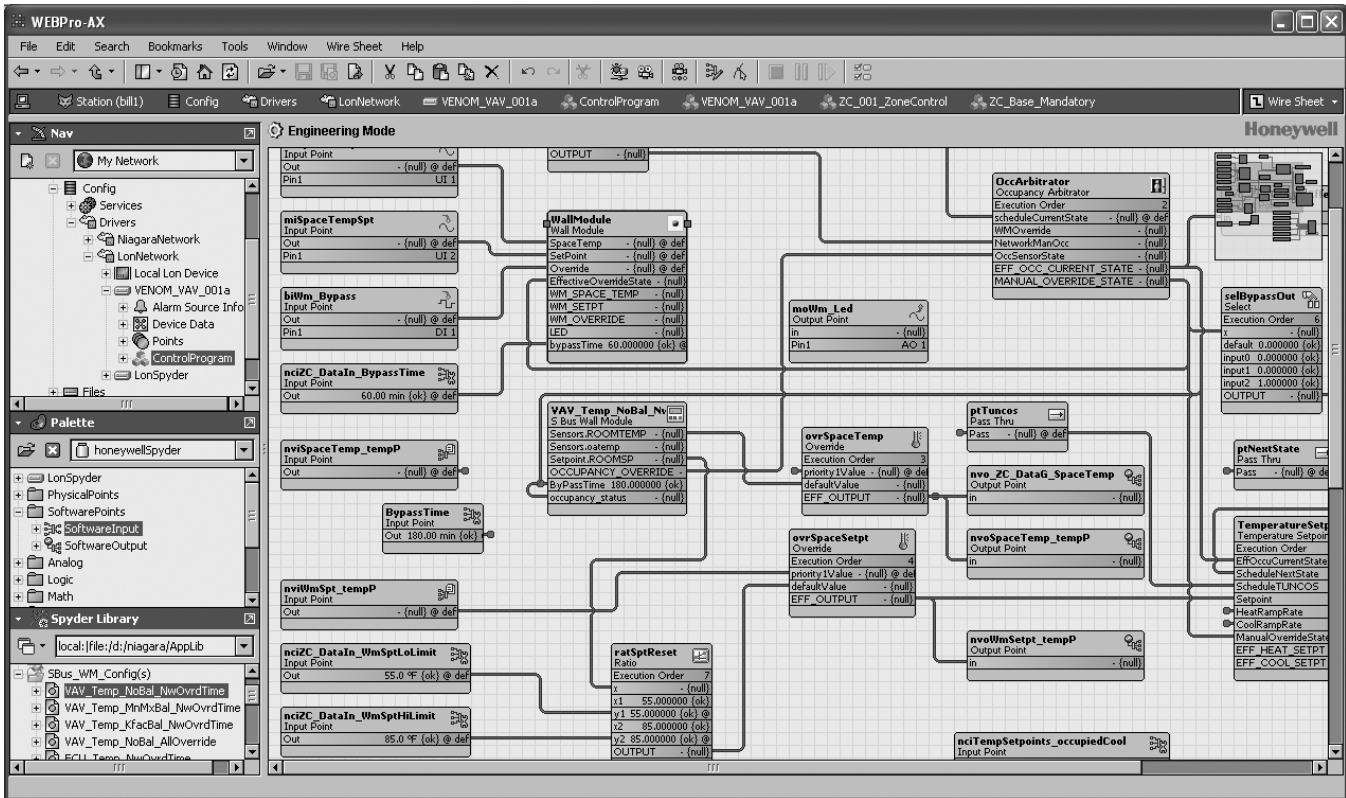 WEBPro-AX
File Edit Search Bookmarks Tools Window Wire Sheet Help
Station (bill1) Config Drivers LonNetwork VENOM_VAV_001a ControlProgram VENOM_VAV_001a ZC_001_ZoneControl ZC_Base_Mandatory Wire Sheet
Nav
My Network
Config
Services
Drivers
NiagaraNetwork
LonNetwork
Local Lon Device
VENOM_VAV_001a
Alarm Source Info
Device Data
Points
ControlProgram
LonSpyder
Files
Palette
honeywellSpyder
LonSpyder
PhysicalPoints
SoftwarePoints
SoftwareInput
SoftwareOutput
Analog
Logic
Math
Spyder Library
local:|file:/d:/niagara/AppLib
SBus_WM_Config(s)
VAV_Temp_NoBal_NwOvrdTime
VAV_Temp_MnMxBal_NwOvrdTime
VAV_Temp_KfacBal_NwOvrdTime
VAV_Temp_NoBal_AllOverride
ECU_Temp_NwOvrdTime
Engineering Mode
Honeywell
Input Point
Out - {null} @ def
Pin1 UI 1
miSpaceTempSpt
Input Point
Out - {null} @ def
Pin1 UI 2
biWm_Bypass
Input Point
Out - {null} @ def
Pin1 DI 1
nciZC_DataIn_BypassTime
Input Point
Out 60.00 min {ok} @ def
nviSpaceTemp_tempP
Input Point
Out - {null} @ def
BypassTime
Input Point
Out 180.00 min {ok}
nviWmSpt_tempP
Input Point
Out - {null} @ def
nciZC_DataIn_WmSptLoLimit
Input Point
Out 55.0 ºF {ok} @ def
nciZC_DataIn_WmSptHiLimit
Input Point
Out 85.0 ºF {ok} @ def
OUTPUT - {null}
WallModule
Wall Module
SpaceTemp - {null} @ def
SetPoint - {null} @ def
Override - {null} @ def
EffectiveOverrideState - {null}
WM_SPACE_TEMP - {null}
WM_SETPT - {null}
WM_OVERRIDE - {null}
LED - {null}
bypassTime 60.000000 {ok} @
VAV_Temp_NoBal_Nw
S Bus Wall Module
Sensors.ROOMTEMP - {null}
Sensors.oatemp - {null}
Setpoint.ROOMSP - {null}
OCCUPANCY_OVERRIDE -
ByPassTime 180.000000 {ok}
occupancy_status - {null}
ratSptReset
Ratio
Execution Order 7
x - {null}
x1 55.000000 {ok}
y1 55.000000 {ok} @
x2 85.000000 {ok}
y2 85.000000 {ok} @
OUTPUT - {null}
moWm_Led
Output Point
in - {null}
Pin1 AO 1
ovrSpaceTemp
Override
Execution Order 3
priority1Value - {null} @ de
defaultValue - {null}
EFF_OUTPUT - {null}
ovrSpaceSetpt
Override
Execution Order 4
priority1Value - {null} @ de
defaultValue - {null}
EFF_OUTPUT - {null}
OccArbitrator
Occupancy Arbitrator
Execution Order 2
scheduleCurrentState - {null} @ def
WMOverride - {null}
NetworkManOcc - {null}
OccSensorState - {null}
EFF_OCC_CURRENT_STATE - {null}
MANUAL_OVERRIDE_STATE - {null}
ptTuncos
Pass Thru
Pass - {null} @ def
nvo_ZC_DataG_SpaceTemp
Output Point
in - {null}
nvoSpaceTemp_tempP
Output Point
in - {null}
nvoWmSetpt_tempP
Output Point
in - {null}
nciTempSetpoints_occupiedCool
Input Point
selBypassOut
Select
Execution Order 6
x - {null}
default 0.000000 {ok}
input0 0.000000 {ok}
input1 0.000000 {ok}
input2 1.000000 {ok}
OUTPUT - {null}
ptNextState
Pass Thru
Pass - {null} @ de
TemperatureSetp
Temperature Setpoin
Execution Order
EffOccuCurrentState
ScheduleNextState
ScheduleTUNCOS
Setpoint
HeatRampRate
CoolRampRate
ManualOverrideState
EFF_HEAT_SETPT
EFF_COOL_SETPT